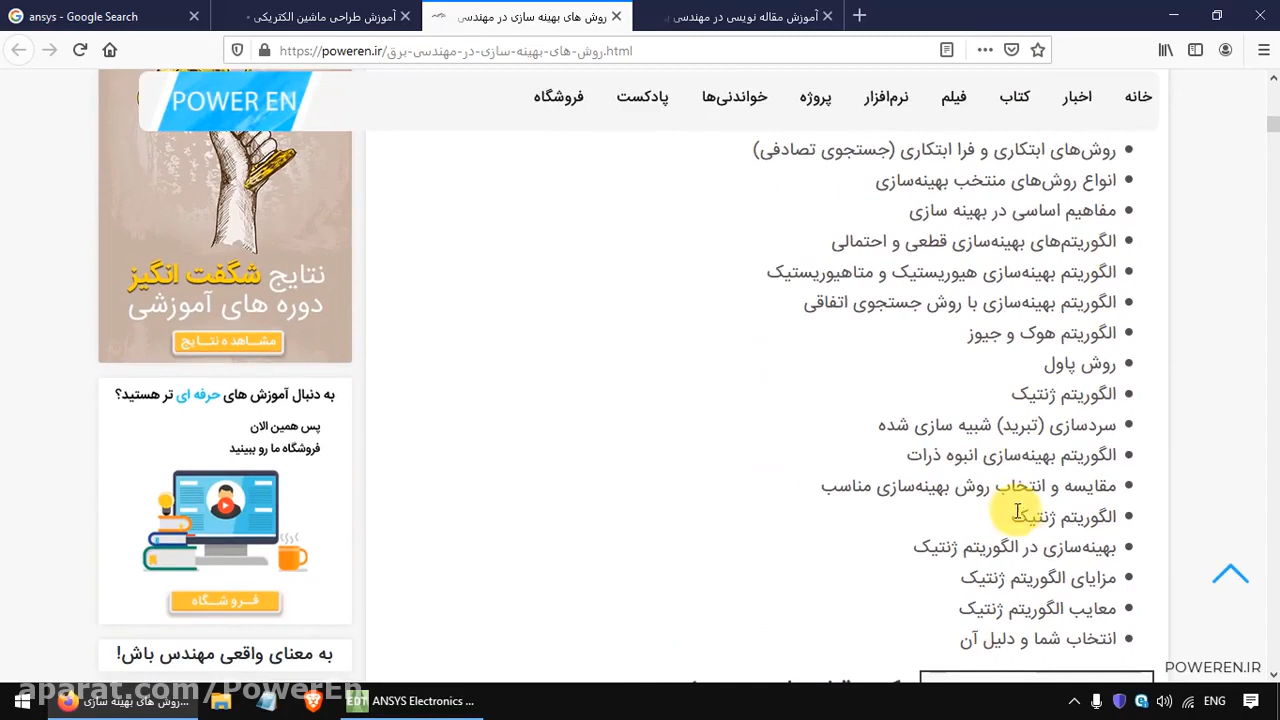 ansys - Google Search
آموزش طراحی ماشین الکتریکی
روش های بهینه سازی در مهندسی
آموزش مقاله نویسی در مهندسی
https://poweren.ir/روش-های-بهینه-سازی-در-مهندسی-برق.html
POWER EN
خانه
اخبار
کتاب
فیلم
نرم‌افزار
پروژه
خواندنی‌ها
پادکست
فروشگاه
روش‌های ابتکاری و فرا ابتکاری (جستجوی تصادفی)
انواع روش‌های منتخب بهینه‌سازی
مفاهیم اساسی در بهینه سازی
الگوریتم‌های بهینه‌سازی قطعی و احتمالی
الگوریتم بهینه‌سازی هیوریستیک و متاهیوریستیک
الگوریتم بهینه‌سازی با روش جستجوی اتفاقی
الگوریتم هوک و جیوز
روش پاول
الگوریتم ژنتیک
سردسازی (تبرید) شبیه سازی شده
الگوریتم بهینه‌سازی انبوه ذرات
مقایسه و انتخاب روش بهینه‌سازی مناسب
الگوریتم ژنتیک
بهینه‌سازی در الگوریتم ژنتیک
مزایای الگوریتم ژنتیک
معایب الگوریتم ژنتیک
انتخاب شما و دلیل آن
نتایج شگفت انگیز
دوره های آموزشی
مشــاهده نتــایج
به دنبال آموزش های حرفه ای تر هستید؟
پس همین الان
فروشگاه ما رو ببینید
فــروشــگاه
به معنای واقعی مهندس باش!
POWEREN.IR
aparat.com/PowerEn
روش های بهینه سازی...
ANSYS Electronics ...
ENG